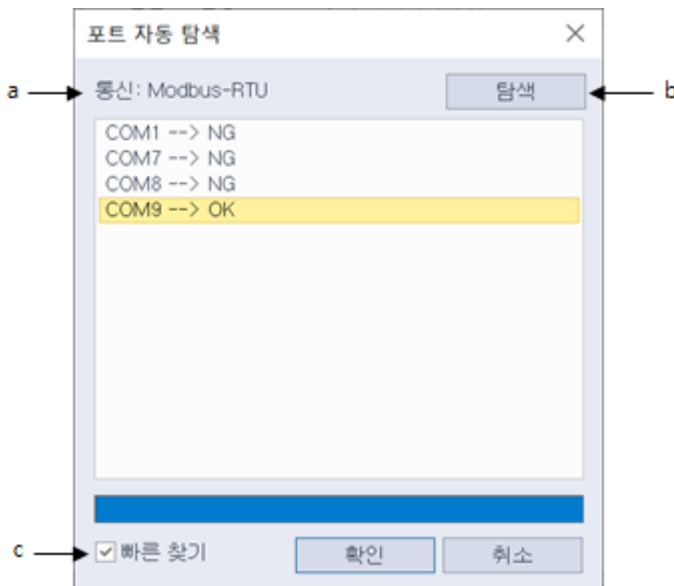 포트 자동 탐색
a
통신: Modbus-RTU
탐색
b
COM1 --> NG
COM7 --> NG
COM8 --> NG
COM9 --> OK
c
빠른 찾기
확인
취소